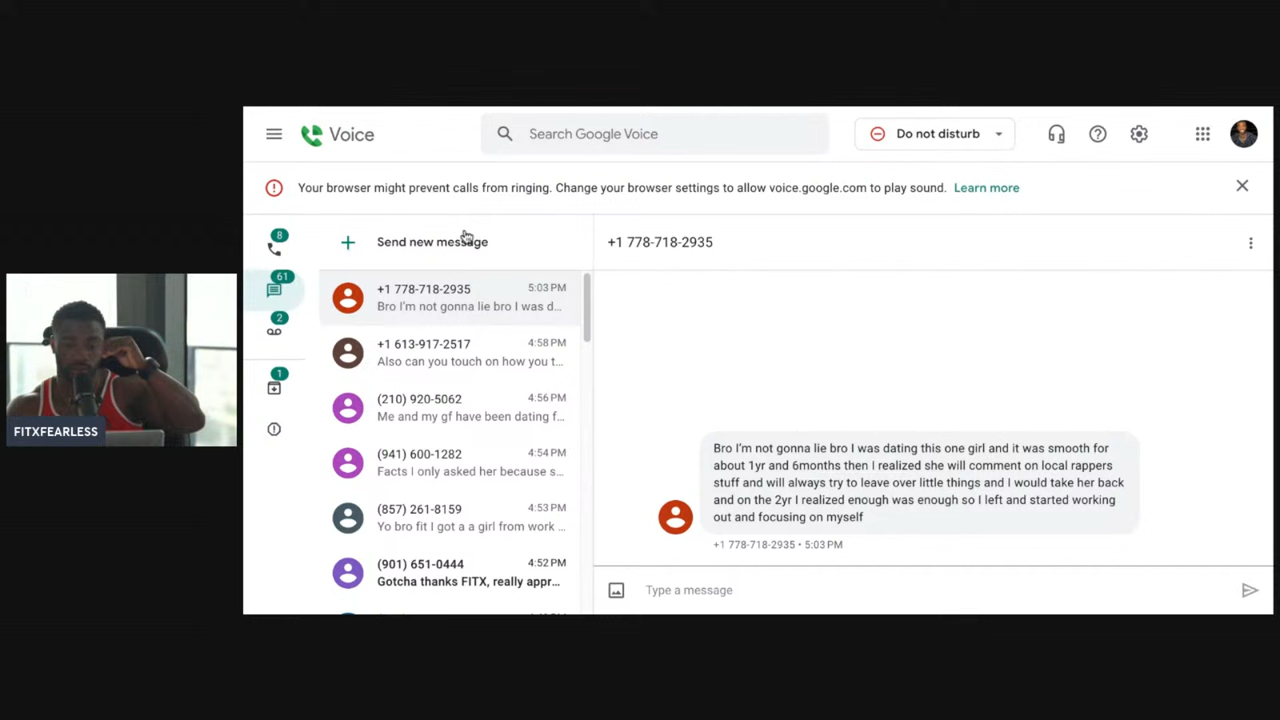 Voice
Search Google Voice
Do not disturb
Your browser might prevent calls from ringing. Change your browser settings to allow voice.google.com to play sound. Learn more
8
61
2
1
Send new message
+1 778-718-2935
5:03 PM
Bro I'm not gonna lie bro I was d...
+1 613-917-2517
4:58 PM
Also can you touch on how you t...
(210) 920-5062
4:56 PM
Me and my gf have been dating f...
(941) 600-1282
4:54 PM
Facts I only asked her because s...
(857) 261-8159
4:53 PM
Yo bro fit I got a a girl from work ...
(901) 651-0444
4:52 PM
Gotcha thanks FITX, really appr...
+1 778-718-2935
Bro I'm not gonna lie bro I was dating this one girl and it was smooth for
about 1yr and 6months then I realized she will comment on local rappers
stuff and will always try to leave over little things and I would take her back
and on the 2yr I realized enough was enough so I left and started working
out and focusing on myself
+1 778-718-2935 • 5:03 PM
Type a message
FITXFEARLESS